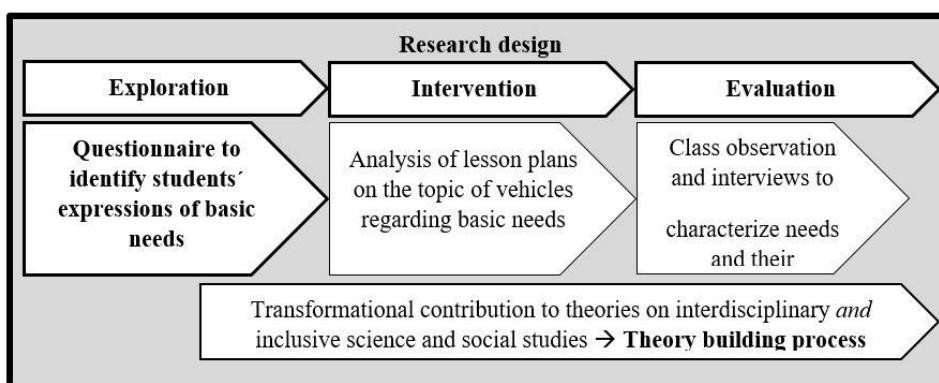 Research design
Exploration
Intervention
Evaluation
Questionnaire to
identify students´
expressions of basic
needs
Analysis of lesson plans
on the topic of vehicles
regarding basic needs
Class observation
and interviews to
characterize needs
and their
Transformational contribution to theories on interdisciplinary and
inclusive science and social studies → Theory building process